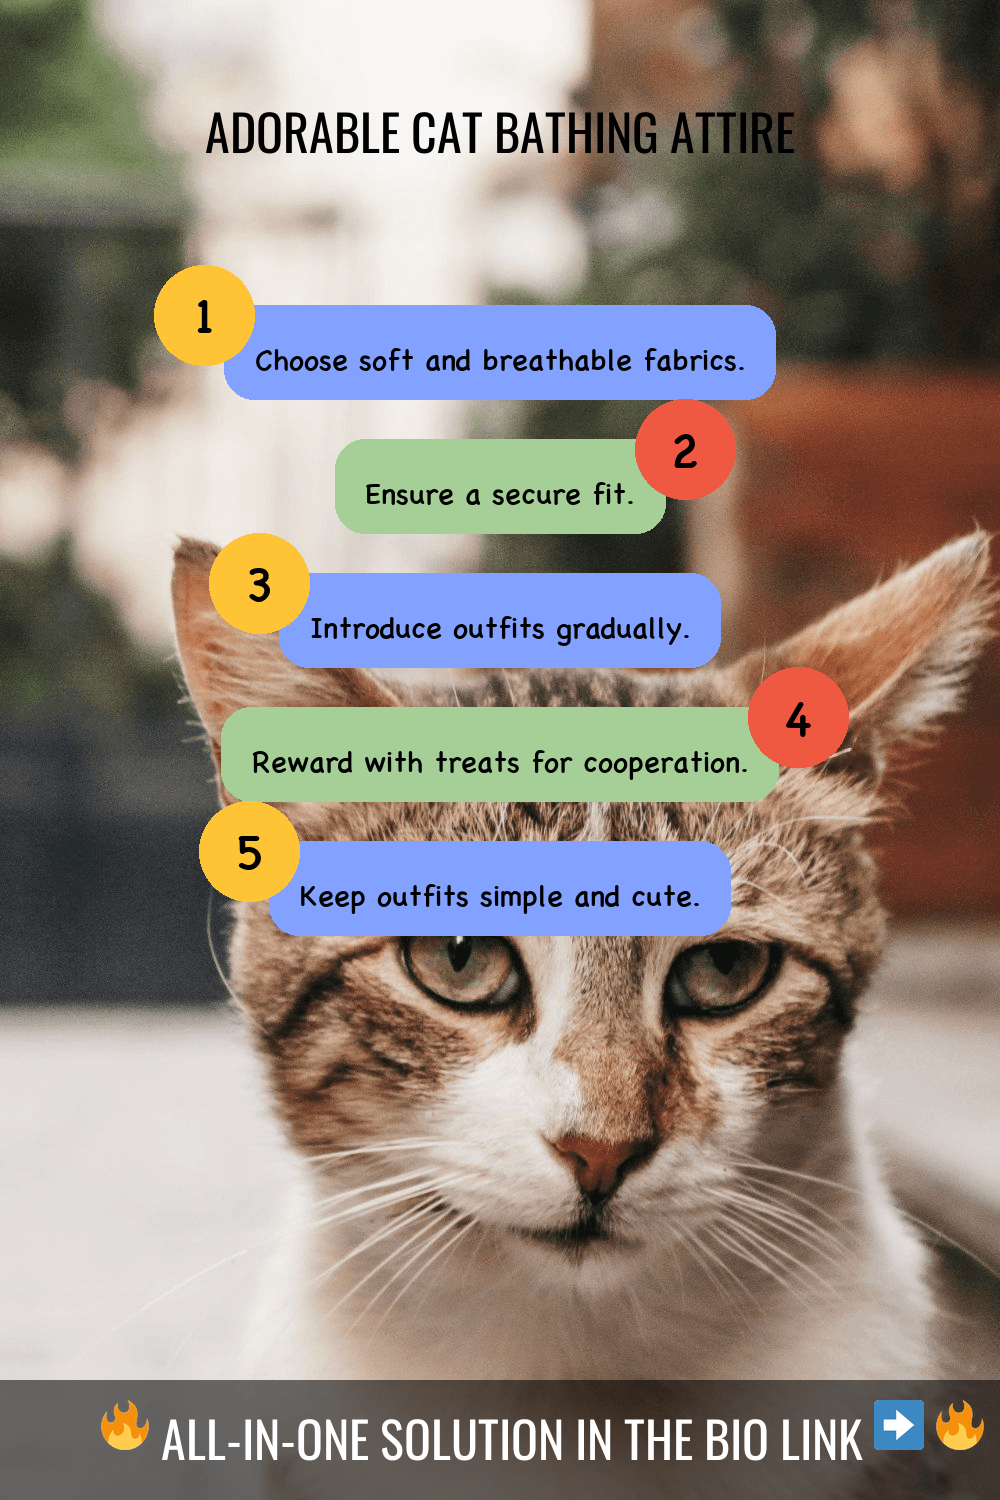 ADORABLE CAT BATHING ATTIRE
1
Choose soft and breathable fabrics.
2
Ensure a secure fit.
3
Introduce outfits gradually.
4
Reward with treats for cooperation.
5
Keep outfits simple and cute.
🔥 ALL-IN-ONE SOLUTION IN THE BIO LINK ➡️ 🔥